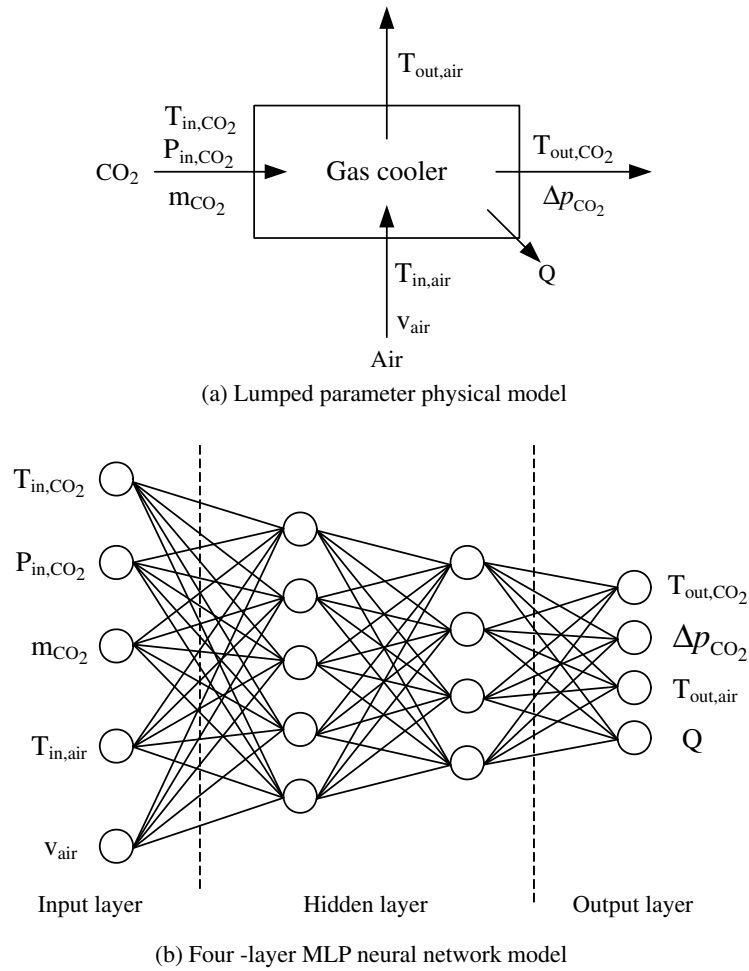 T_out,air
T_in,CO₂
P_in,CO₂
CO₂
m_CO₂
Gas cooler
T_out,CO₂
Δp_CO₂
Q
T_in,air
v_air
Air
(a) Lumped parameter physical model
T_in,CO₂
P_in,CO₂
m_CO₂
T_in,air
v_air
T_out,CO₂
Δp_CO₂
T_out,air
Q
Input layer
Hidden layer
Output layer
(b) Four -layer MLP neural network model